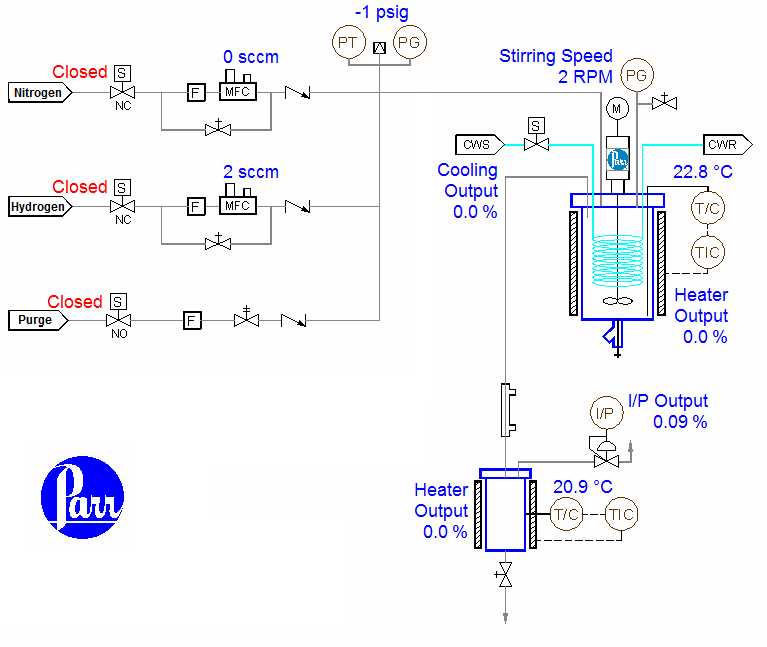 -1 psig
PT
PG
0 sccm
Closed
S
Nitrogen
NC
F
MFC
Stirring Speed
2 RPM
PG
M
S
CWS
CWR
Parr
Cooling
Output
0.0 %
22.8 °C
T/C
TIC
Heater
Output
0.0 %
2 sccm
Closed
S
Hydrogen
NC
F
MFC
Closed
S
Purge
NO
F
I/P Output
0.09 %
I/P
Parr
Heater
Output
0.0 %
20.9 °C
T/C
TIC